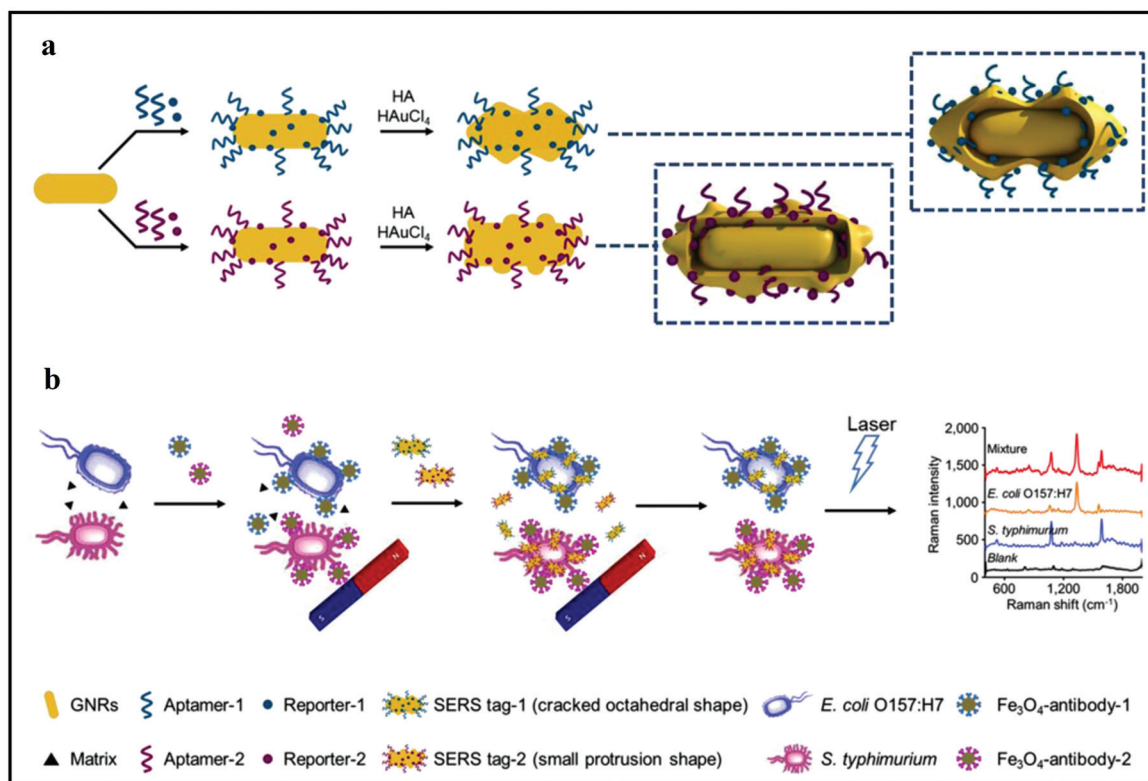 a
HA
HAuCl₄
HA
HAuCl₄
b
Laser
2,000
1,500
1,000
500
0
Raman intensity
Mixture
E. coli O157:H7
S. typhimurium
Blank
600 1,200 1,800
Raman shift (cm⁻¹)
N
S
N
S
GNRs Aptamer-1 Reporter-1 SERS tag-1 (cracked octahedral shape) E. coli O157:H7 Fe₃O₄-antibody-1
Matrix Aptamer-2 Reporter-2 SERS tag-2 (small protrusion shape) S. typhimurium Fe₃O₄-antibody-2